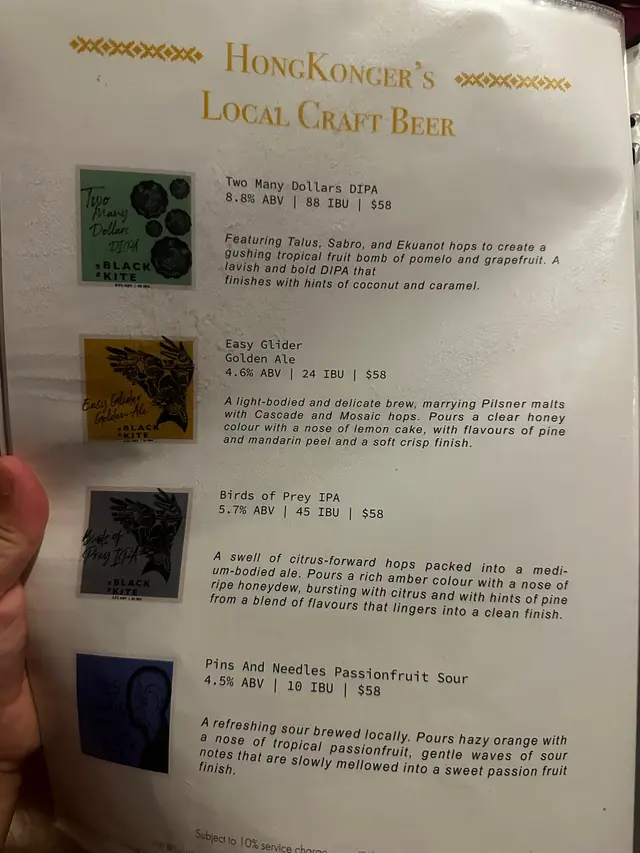 HongKonger's
Local Craft Beer
Two Many Dollars DIPA
8.8% ABV | 88 IBU | $58
Two
Many
Dollars
DIPA
BLACK
KITE
Featuring Talus, Sabro, and Ekuanot hops to create a
gushing tropical fruit bomb of pomelo and grapefruit. A
lavish and bold DIPA that
finishes with hints of coconut and caramel.
Easy Glider
Golden Ale
4.6% ABV | 24 IBU | $58
Easy Glider
Golden Ale
BLACK
KITE
A light-bodied and delicate brew, marrying Pilsner malts
with Cascade and Mosaic hops. Pours a clear honey
colour with a nose of lemon cake, with flavours of pine
and mandarin peel and a soft crisp finish.
Birds of Prey IPA
5.7% ABV | 45 IBU | $58
Birds of
Prey IPA
BLACK
KITE
A swell of citrus-forward hops packed into a medi-
um-bodied ale. Pours a rich amber colour with a nose of
ripe honeydew, bursting with citrus and with hints of pine
from a blend of flavours that lingers into a clean finish.
Pins And Needles Passionfruit Sour
4.5% ABV | 10 IBU | $58
A refreshing sour brewed locally. Pours hazy orange with
a nose of tropical passionfruit, gentle waves of sour
notes that are slowly mellowed into a sweet passion fruit
finish.
Subject to 10% service